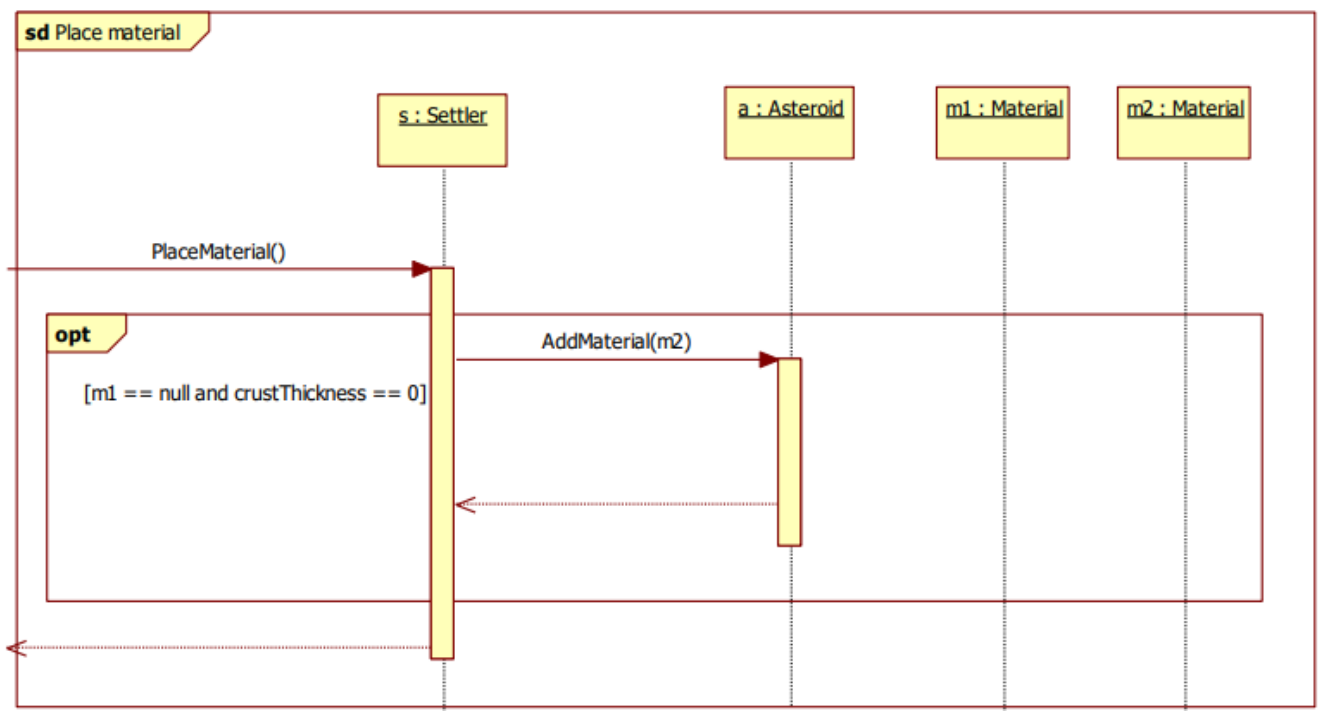 sd Place material
s : Settler
a : Asteroid
m1 : Material
m2 : Material
PlaceMaterial()
opt
AddMaterial(m2)
[m1 == null and crustThickness == 0]